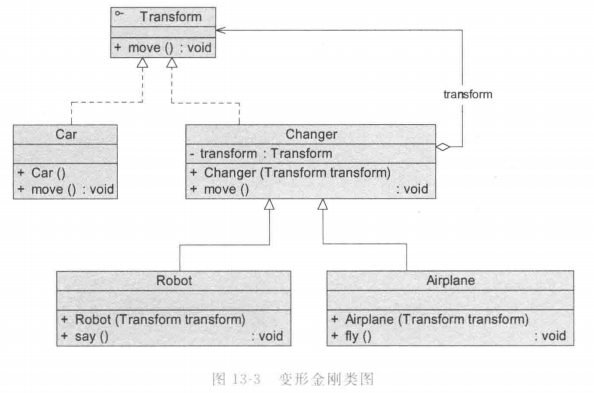 Transform
+ move () : void
transform
Car
+ Car ()
+ move () : void
Changer
- transform : Transform
+ Changer (Transform transform)
+ move () : void
Robot
+ Robot (Transform transform)
+ say () : void
Airplane
+ Airplane (Transform transform)
+ fly () : void
图 13-3 变形金刚类图